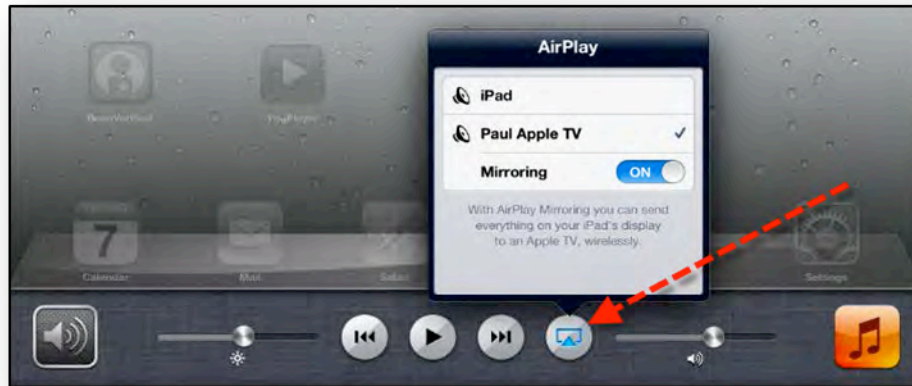 AirPlay
iPad
Paul Apple TV
Mirroring ON
With AirPlay Mirroring you can send
everything on your iPad's display
to an Apple TV, wirelessly.
7
Calendar
Mail
Safari
Settings